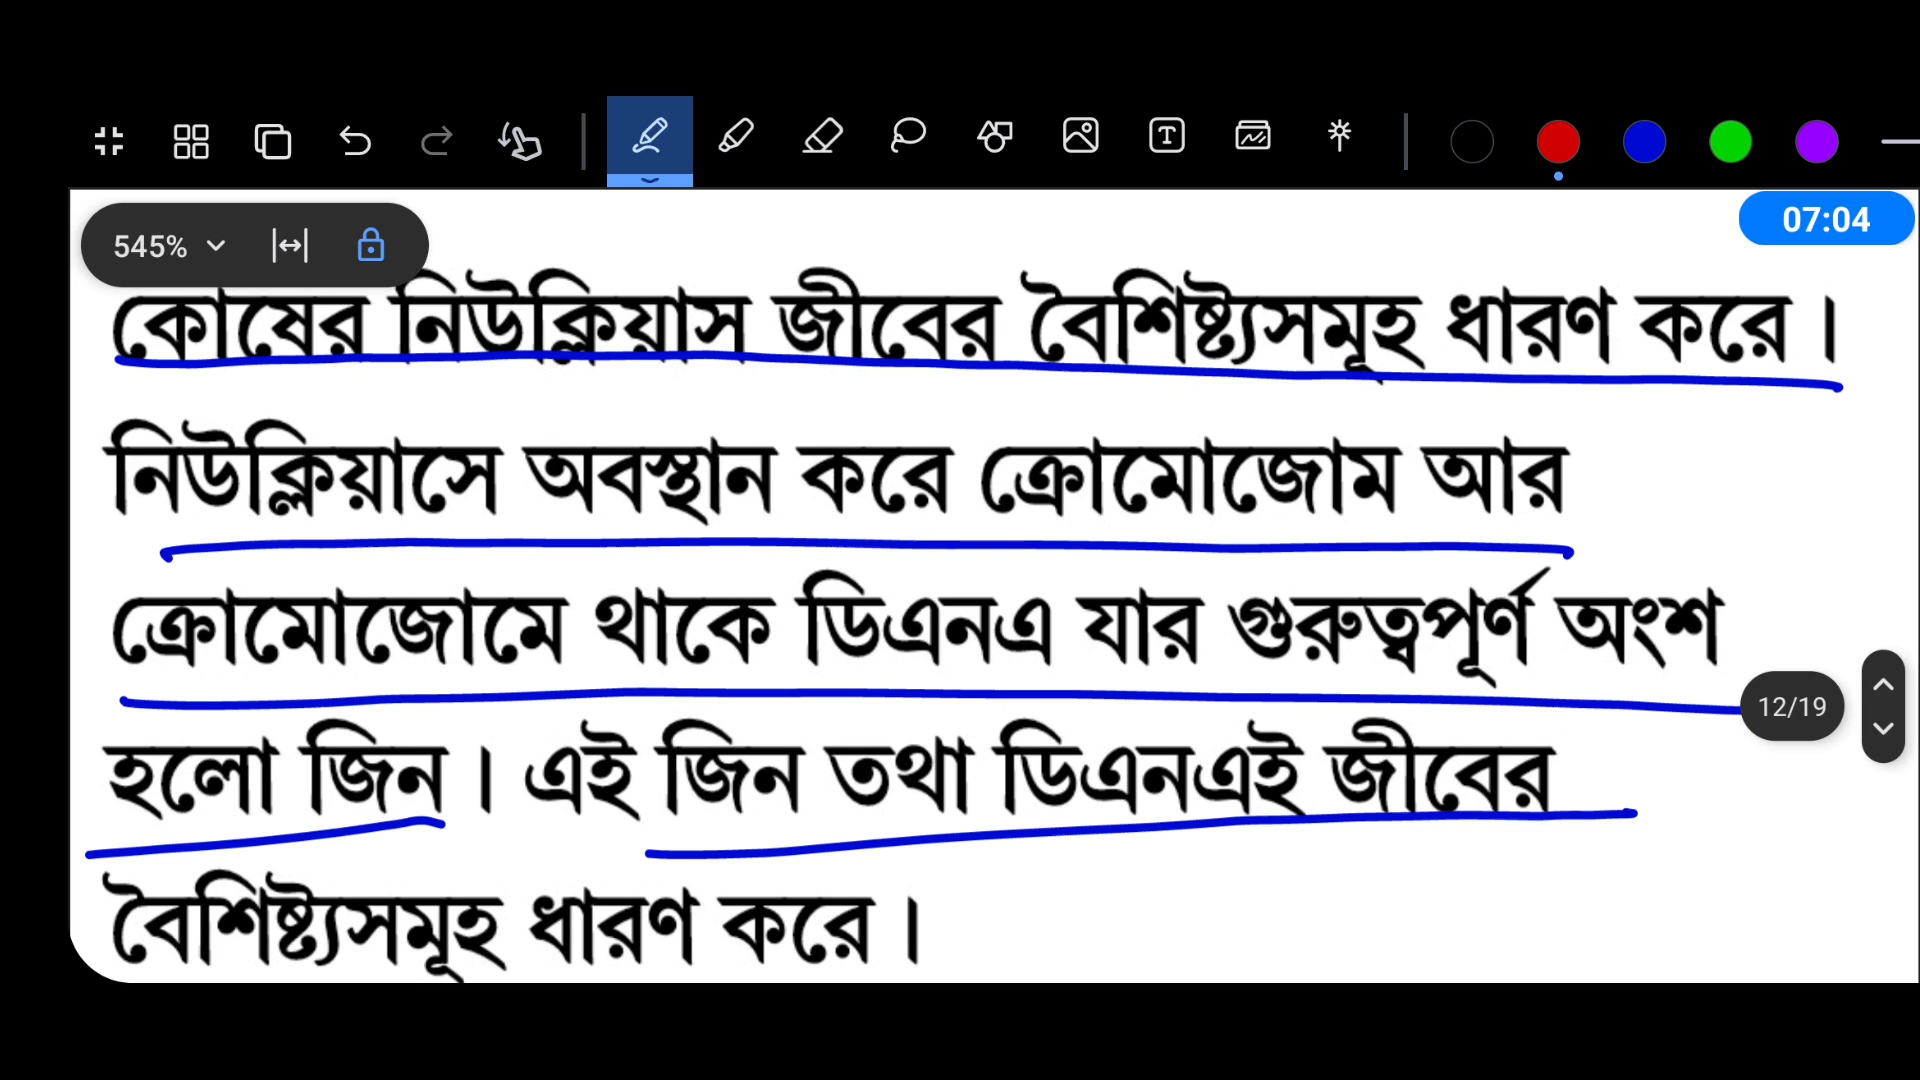 545%
07:04
কোষের নিউক্লিয়াস জীবের বৈশিষ্ট্যসমূহ ধারণ করে।
নিউক্লিয়াসে অবস্থান করে ক্রোমোজোম আর
ক্রোমোজোমে থাকে ডিএনএ যার গুরুত্বপূর্ণ অংশ
12/19
হলো জিন। এই জিন তথা ডিএনএই জীবের
বৈশিষ্ট্যসমূহ ধারণ করে।